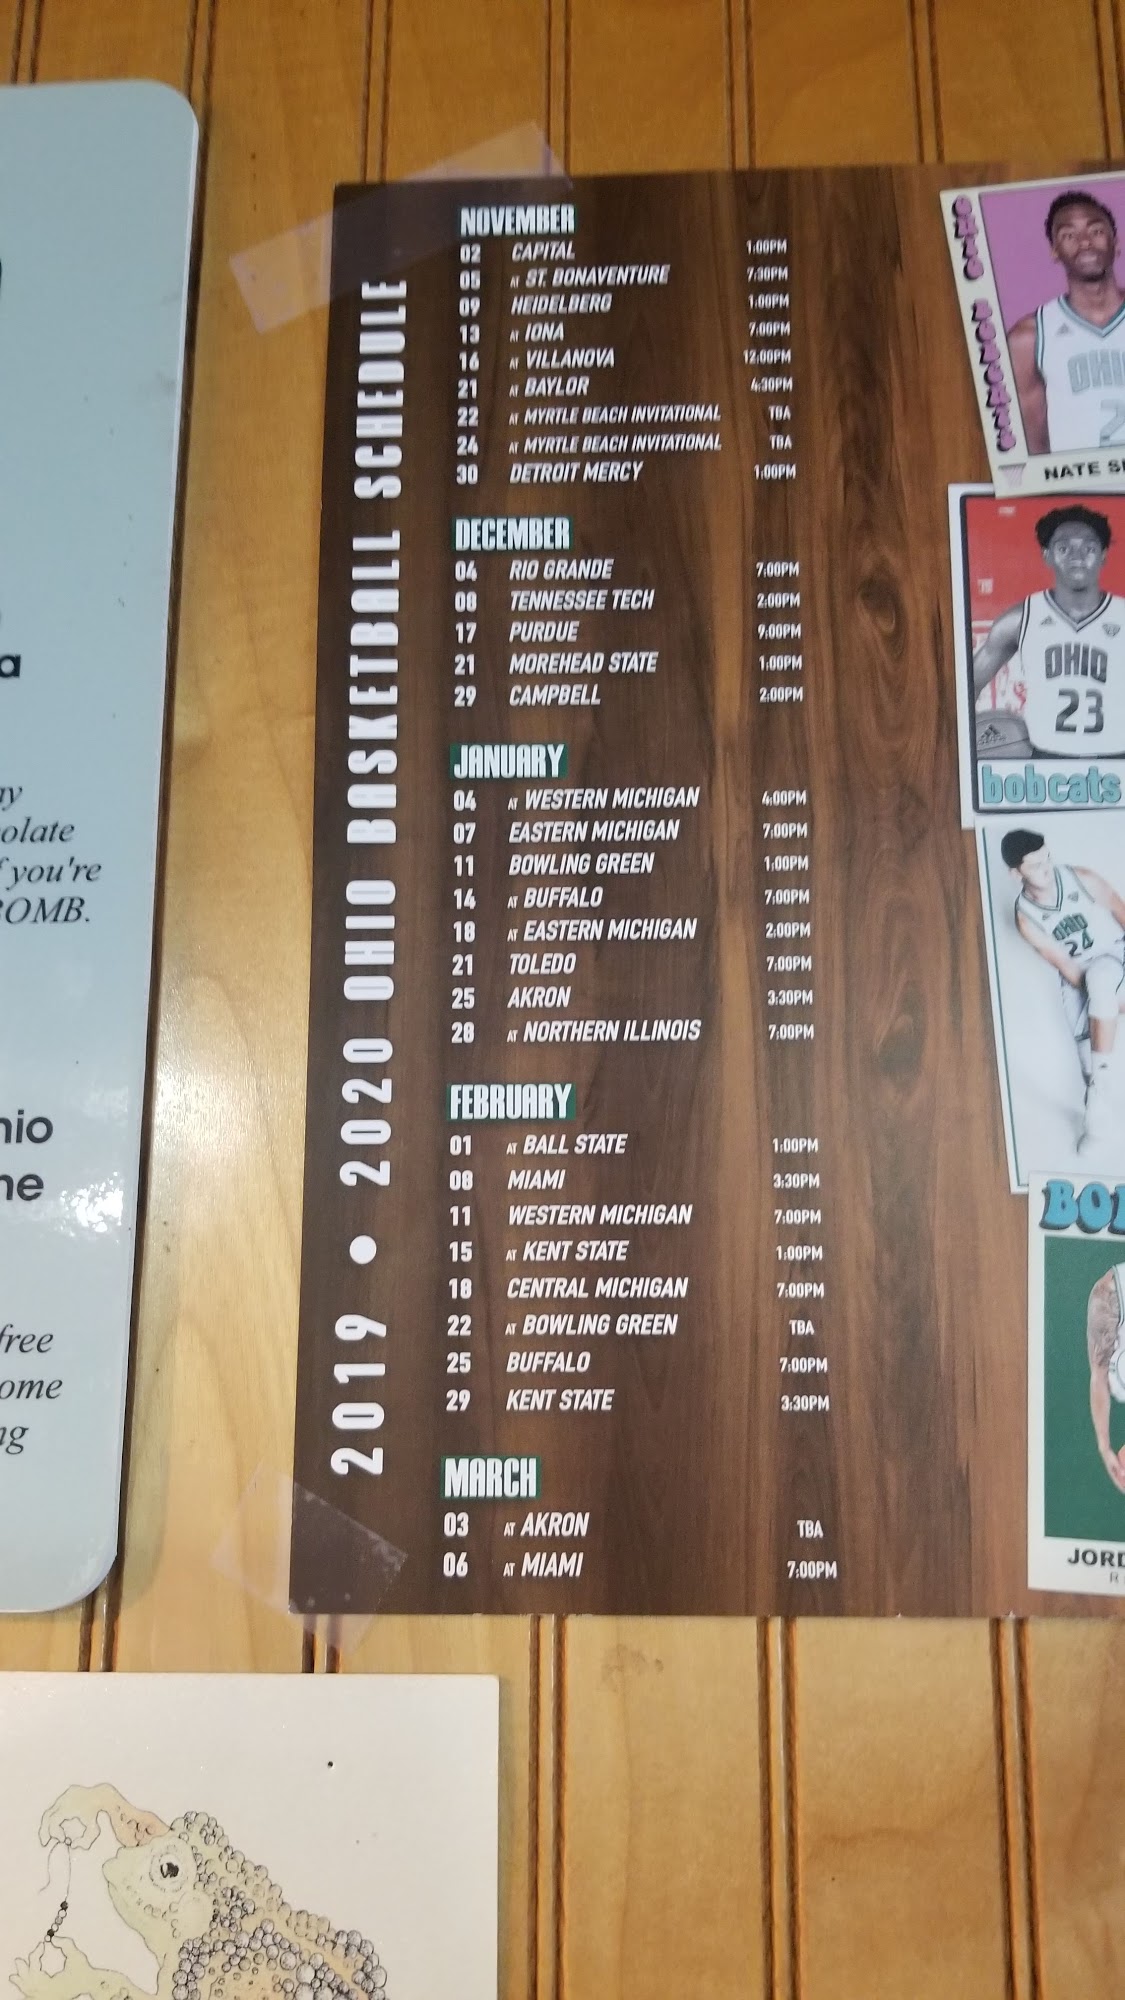 a
ay
olate
f you're
BOMB.
hio
me
free
ome
ng
2019 • 2020 OHIO BASKETBALL SCHEDULE
NOVEMBER
02 CAPITAL 1:00PM
05 AT ST. BONAVENTURE 7:30PM
09 HEIDELBERG 1:00PM
13 AT IONA 7:00PM
16 AT VILLANOVA 12:00PM
21 AT BAYLOR 4:30PM
22 AT MYRTLE BEACH INVITATIONAL TBA
24 AT MYRTLE BEACH INVITATIONAL TBA
30 DETROIT MERCY 1:00PM
DECEMBER
04 RIO GRANDE 7:00PM
08 TENNESSEE TECH 2:00PM
17 PURDUE 9:00PM
21 MOREHEAD STATE 1:00PM
29 CAMPBELL 2:00PM
JANUARY
04 AT WESTERN MICHIGAN 4:00PM
07 EASTERN MICHIGAN 7:00PM
11 BOWLING GREEN 1:00PM
14 AT BUFFALO 7:00PM
18 AT EASTERN MICHIGAN 2:00PM
21 TOLEDO 7:00PM
25 AKRON 3:30PM
28 AT NORTHERN ILLINOIS 7:00PM
FEBRUARY
01 AT BALL STATE 1:00PM
08 MIAMI 3:30PM
11 WESTERN MICHIGAN 7:00PM
15 AT KENT STATE 1:00PM
18 CENTRAL MICHIGAN 7:00PM
22 AT BOWLING GREEN TBA
25 BUFFALO 7:00PM
29 KENT STATE 3:30PM
MARCH
03 AT AKRON TBA
06 AT MIAMI 7:00PM
OHIO BOBCATS
OHIO
2
NATE S
OHIO
23
bobcats
OHIO
24
BOB
JORD